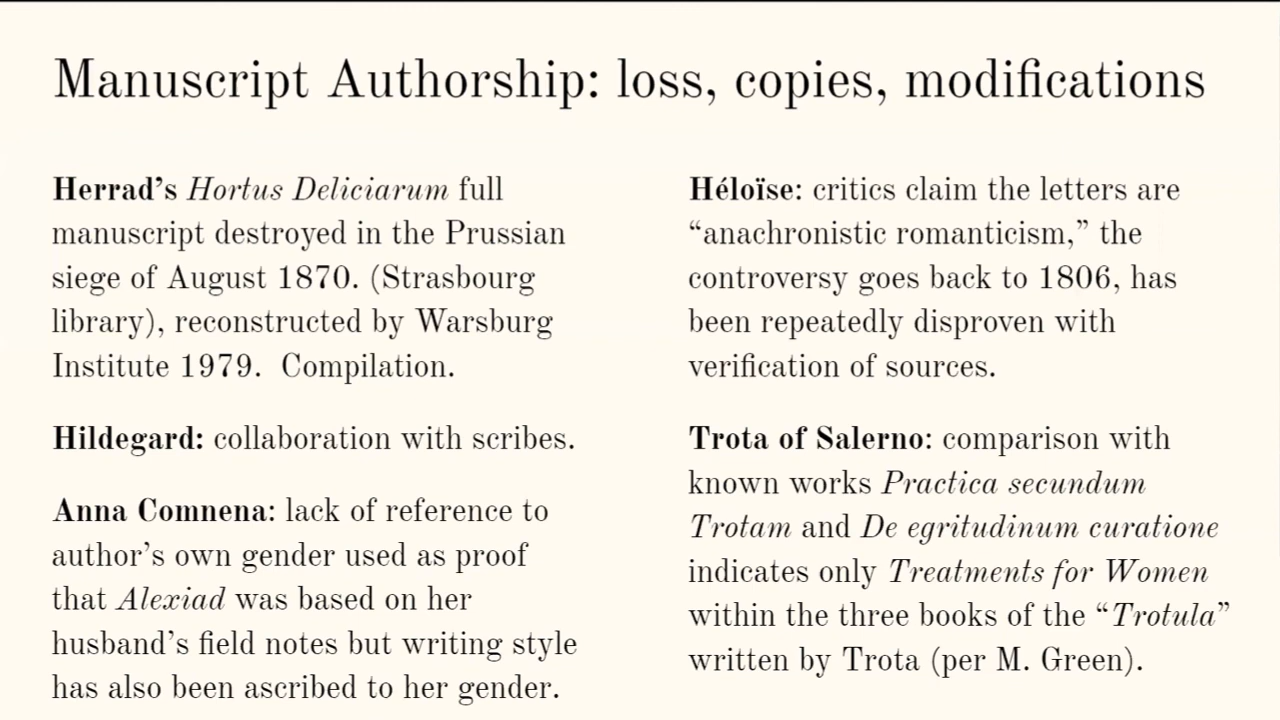 Manuscript Authorship: loss, copies, modifications
Herrad’s Hortus Deliciarum full
manuscript destroyed in the Prussian
siege of August 1870. (Strasbourg
library), reconstructed by Warsburg
Institute 1979.  Compilation.
Hildegard: collaboration with scribes.
Anna Comnena: lack of reference to
author’s own gender used as proof
that Alexiad was based on her
husband’s field notes but writing style
has also been ascribed to her gender.
Héloïse: critics claim the letters are
“anachronistic romanticism,” the
controversy goes back to 1806, has
been repeatedly disproven with
verification of sources.
Trota of Salerno: comparison with
known works Practica secundum
Trotam and De egritudinum curatione
indicates only Treatments for Women
within the three books of the “Trotula”
written by Trota (per M. Green).